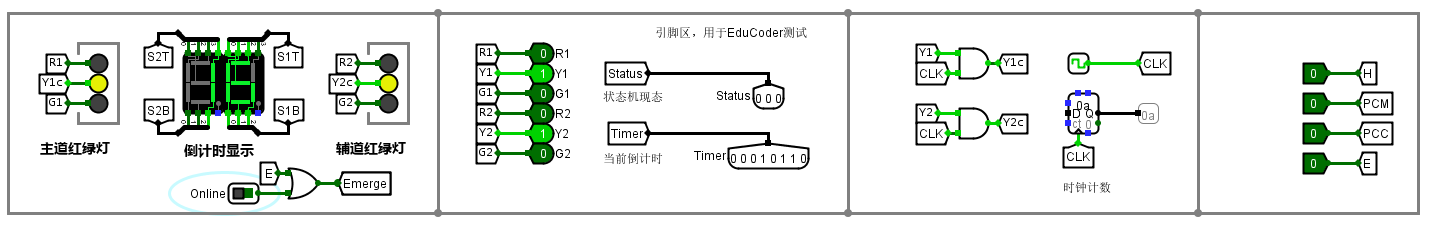 R1
Y1c
G1
主道红绿灯
S2T
S1T
S2B
S1B
倒计时显示
R2
Y2c
G2
辅道红绿灯
E
Online
Emerge
R1 0 R1
Y1 1 Y1
G1 0 G1
R2 0 R2
Y2 1 Y2
G2 0 G2
引脚区，用于EduCoder测试
Status
状态机现态
Status
0 0 0
Timer
当前倒计时
Timer
0 0 0 1 0 1 1 0
Y1
CLK
Y1c
Y2
CLK
Y2c
CLK
0a
D Q
ct 0
0a
CLK
时钟计数
0 H
0 PCM
0 PCC
0 E